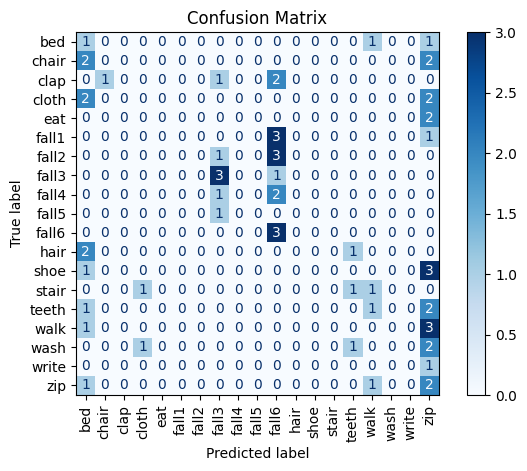 Confusion Matrix
True label
bed 1 0 0 0 0 0 0 0 0 0 0 0 0 0 0 1 0 0 1
chair 2 0 0 0 0 0 0 0 0 0 0 0 0 0 0 0 0 0 2
clap 0 1 0 0 0 0 0 1 0 0 2 0 0 0 0 0 0 0 0
cloth 2 0 0 0 0 0 0 0 0 0 0 0 0 0 0 0 0 0 2
eat 0 0 0 0 0 0 0 0 0 0 0 0 0 0 0 0 0 0 2
fall1 0 0 0 0 0 0 0 0 0 0 3 0 0 0 0 0 0 0 1
fall2 0 0 0 0 0 0 0 1 0 0 3 0 0 0 0 0 0 0 0
fall3 0 0 0 0 0 0 0 3 0 0 1 0 0 0 0 0 0 0 0
fall4 0 0 0 0 0 0 0 1 0 0 2 0 0 0 0 0 0 0 0
fall5 0 0 0 0 0 0 0 1 0 0 0 0 0 0 0 0 0 0 0
fall6 0 0 0 0 0 0 0 0 0 0 3 0 0 0 0 0 0 0 0
hair 2 0 0 0 0 0 0 0 0 0 0 0 0 0 1 0 0 0 0
shoe 1 0 0 0 0 0 0 0 0 0 0 0 0 0 0 0 0 0 3
stair 0 0 0 1 0 0 0 0 0 0 0 0 0 0 1 1 0 0 0
teeth 1 0 0 0 0 0 0 0 0 0 0 0 0 0 0 1 0 0 2
walk 1 0 0 0 0 0 0 0 0 0 0 0 0 0 0 0 0 0 3
wash 0 0 0 1 0 0 0 0 0 0 0 0 0 0 1 0 0 0 2
write 0 0 0 0 0 0 0 0 0 0 0 0 0 0 0 0 0 0 1
zip 1 0 0 0 0 0 0 0 0 0 0 0 0 0 0 1 0 0 2
bed chair clap cloth eat fall1 fall2 fall3 fall4 fall5 fall6 hair shoe stair teeth walk wash write zip
Predicted label
3.0
2.5
2.0
1.5
1.0
0.5
0.0